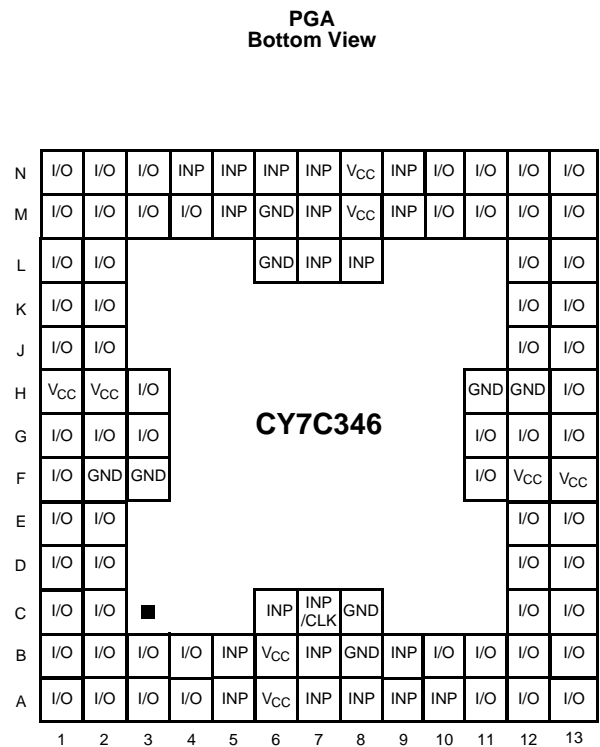 PGA
Bottom View
N I/O I/O I/O INP INP INP INP VCC INP I/O I/O I/O I/O
M I/O I/O I/O I/O INP GND INP VCC INP I/O I/O I/O I/O
L I/O I/O GND INP INP I/O I/O
K I/O I/O I/O I/O
J I/O I/O I/O I/O
H VCC VCC I/O GND GND I/O
CY7C346
G I/O I/O I/O I/O I/O I/O
F I/O GND GND I/O VCC VCC
E I/O I/O I/O I/O
D I/O I/O I/O I/O
C I/O I/O INP INP /CLK GND I/O I/O
B I/O I/O I/O I/O INP VCC INP GND INP I/O I/O I/O I/O
A I/O I/O I/O I/O INP VCC INP INP INP INP I/O I/O I/O
1 2 3 4 5 6 7 8 9 10 11 12 13